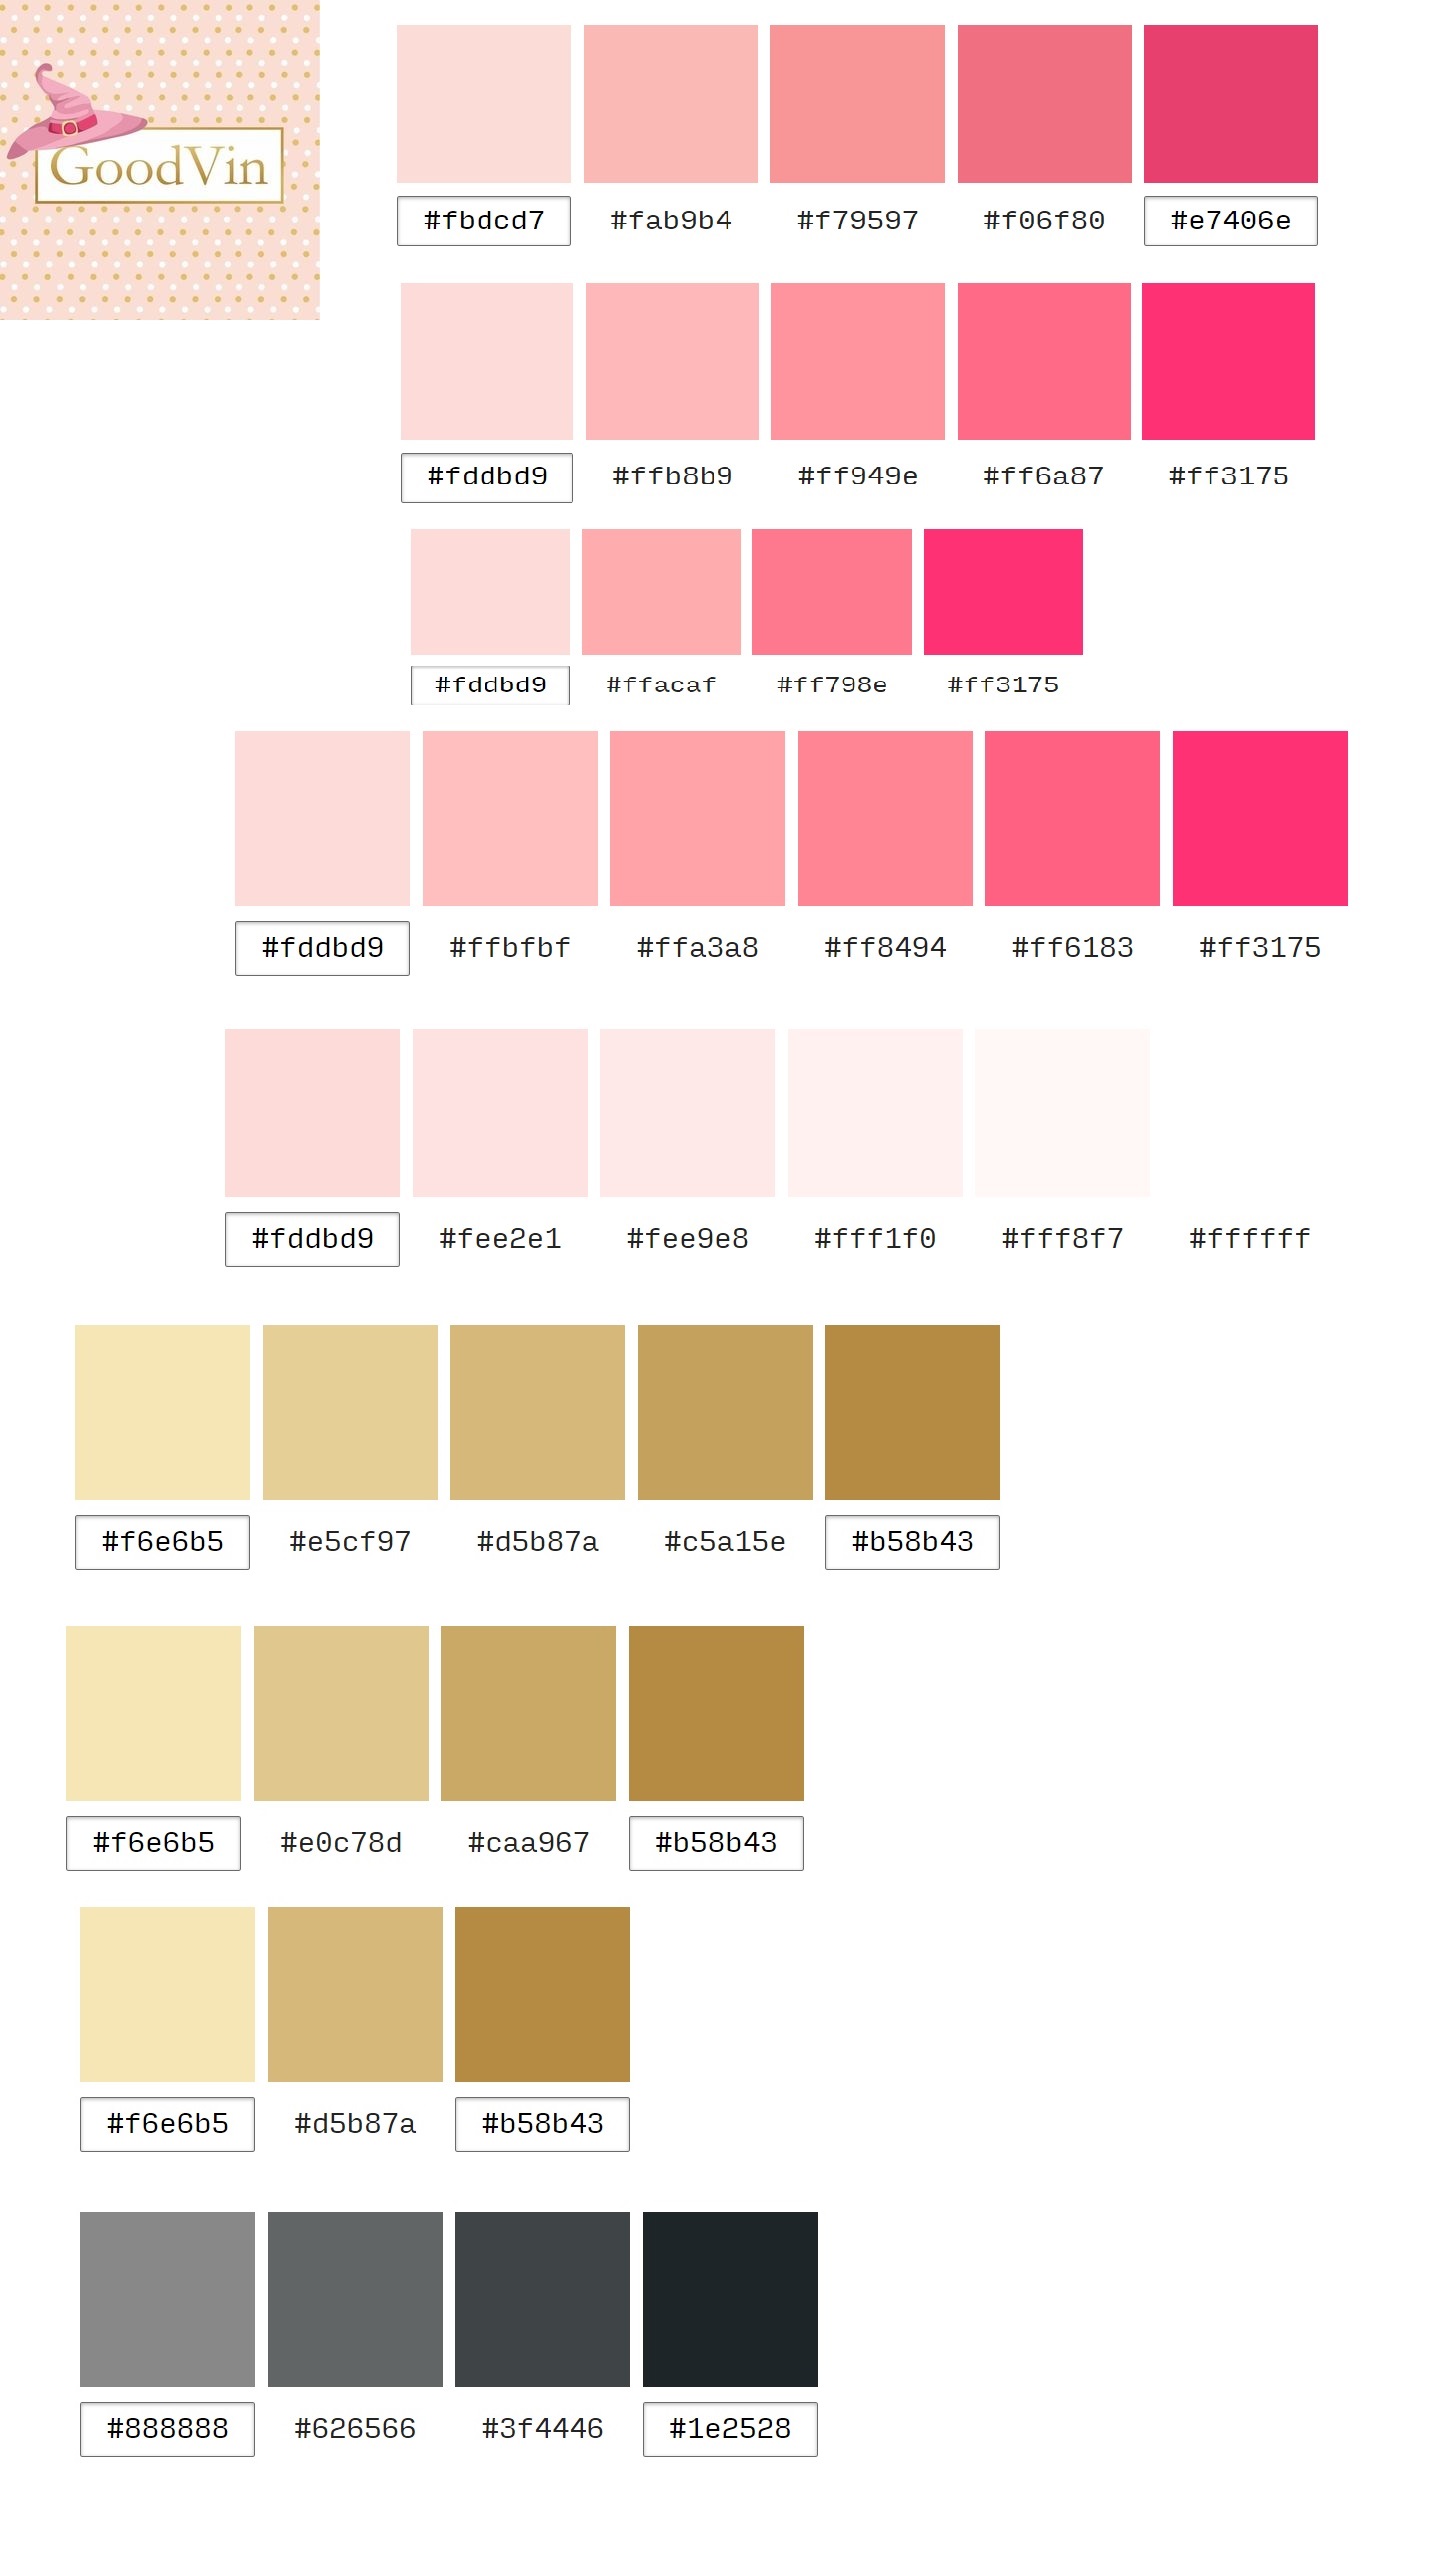 GoodVin
#fbdcd7 #fab9b4 #f79597 #f06f80 #e7406e
#fddbd9 #ffb8b9 #ff949e #ff6a87 #ff3175
#fddbd9 #ffacaf #ff798e #ff3175
#fddbd9 #ffbfbf #ffa3a8 #ff8494 #ff6183 #ff3175
#fddbd9 #fee2e1 #fee9e8 #fff1f0 #fff8f7 #ffffff
#f6e6b5 #e5cf97 #d5b87a #c5a15e #b58b43
#f6e6b5 #e0c78d #caa967 #b58b43
#f6e6b5 #d5b87a #b58b43
#888888 #626566 #3f4446 #1e2528